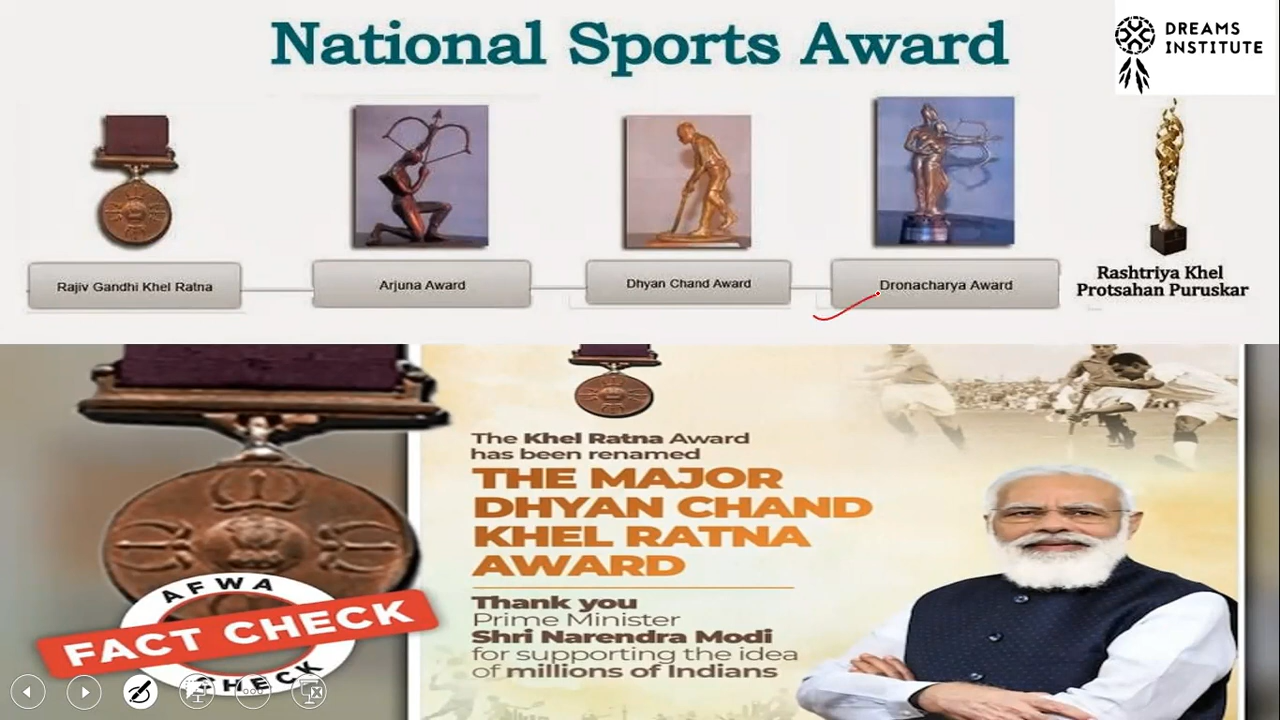 National Sports Award
DREAMS
INSTITUTE
Rajiv Gandhi Khel Ratna
Arjuna Award
Dhyan Chand Award
Dronacharya Award
Rashtriya Khel
Protsahan Puruskar
The Khel Ratna Award
has been renamed
THE MAJOR
DHYAN CHAND
KHEL RATNA
AWARD
Thank you
Prime Minister
Shri Narendra Modi
for supporting the idea
of millions of Indians
AFWA
FACT CHECK
CHECK